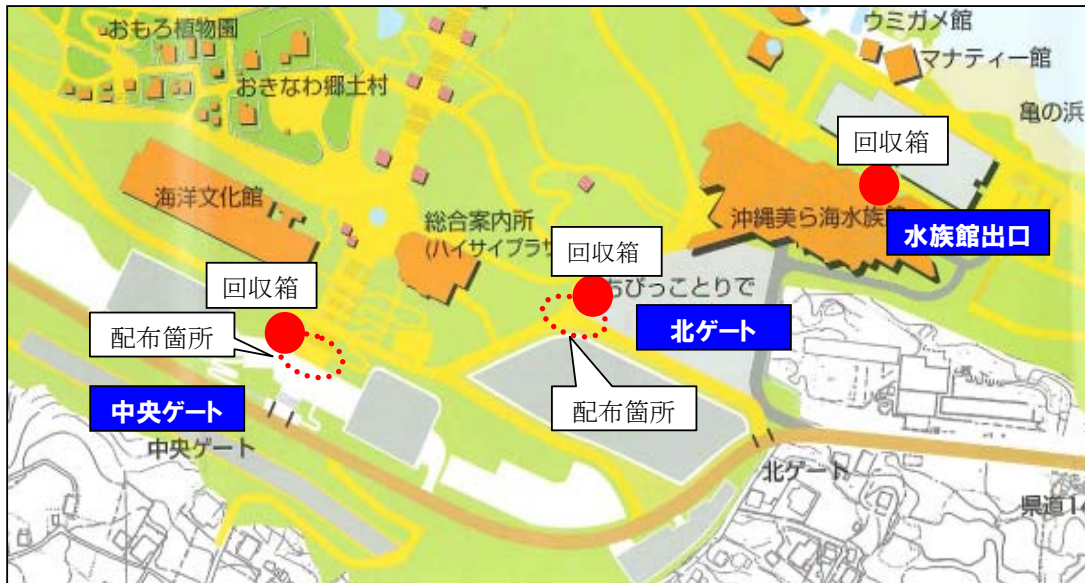 おもろ植物園
ウミガメ館
マナティー館
おきなわ郷土村
亀の浜
回収箱
海洋文化館
総合案内所
(ハイサイプラザ
沖縄美ら海水族館
水族館出口
回収箱
回収箱
ちびっことりで
北ゲート
配布箇所
配布箇所
中央ゲート
中央ゲート
北ゲート
県道1